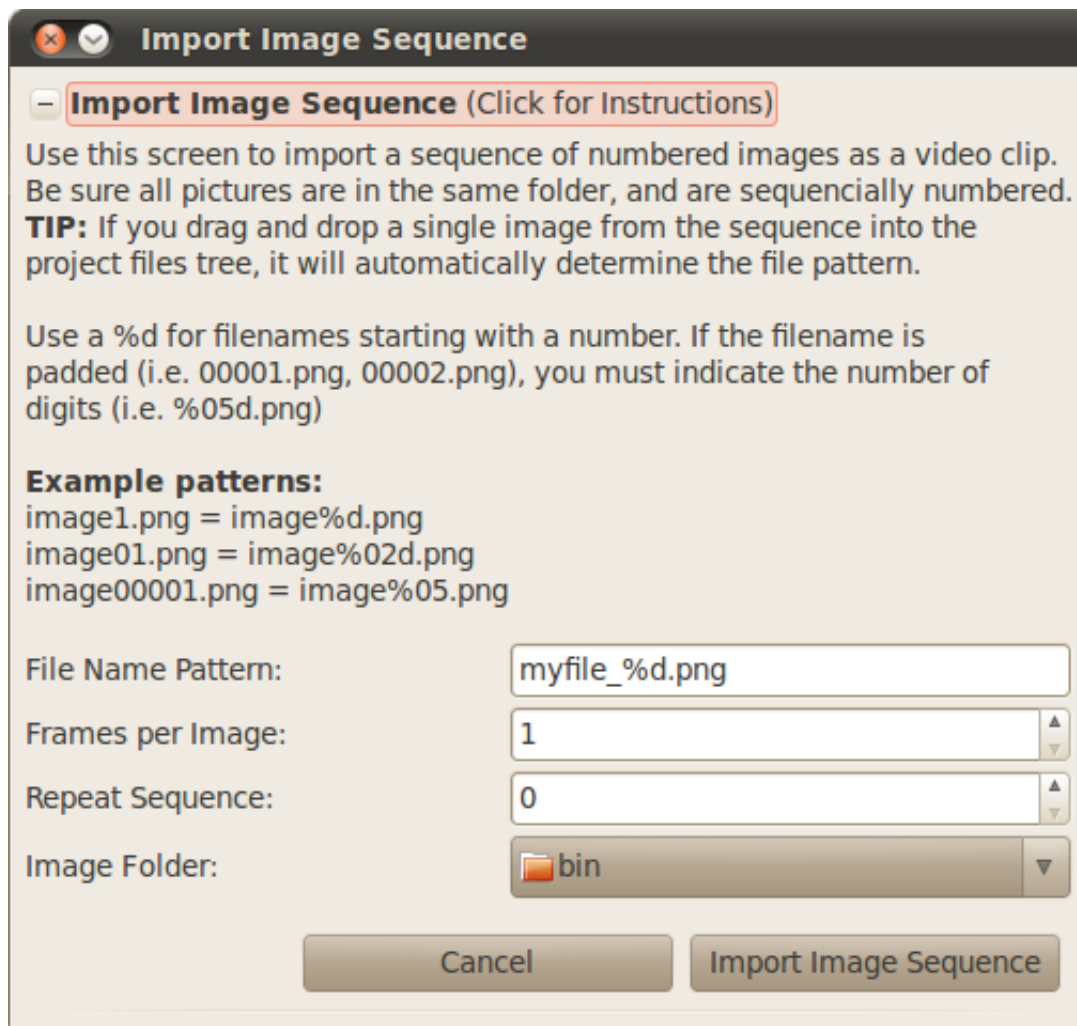 Import Image Sequence
Import Image Sequence (Click for Instructions)
Use this screen to import a sequence of numbered images as a video clip.
Be sure all pictures are in the same folder, and are sequencially numbered.
TIP: If you drag and drop a single image from the sequence into the
project files tree, it will automatically determine the file pattern.
Use a %d for filenames starting with a number. If the filename is
padded (i.e. 00001.png, 00002.png), you must indicate the number of
digits (i.e. %05d.png)
Example patterns:
image1.png = image%d.png
image01.png = image%02d.png
image00001.png = image%05.png
File Name Pattern: myfile_%d.png
Frames per Image: 1
Repeat Sequence: 0
Image Folder: bin
Cancel Import Image Sequence